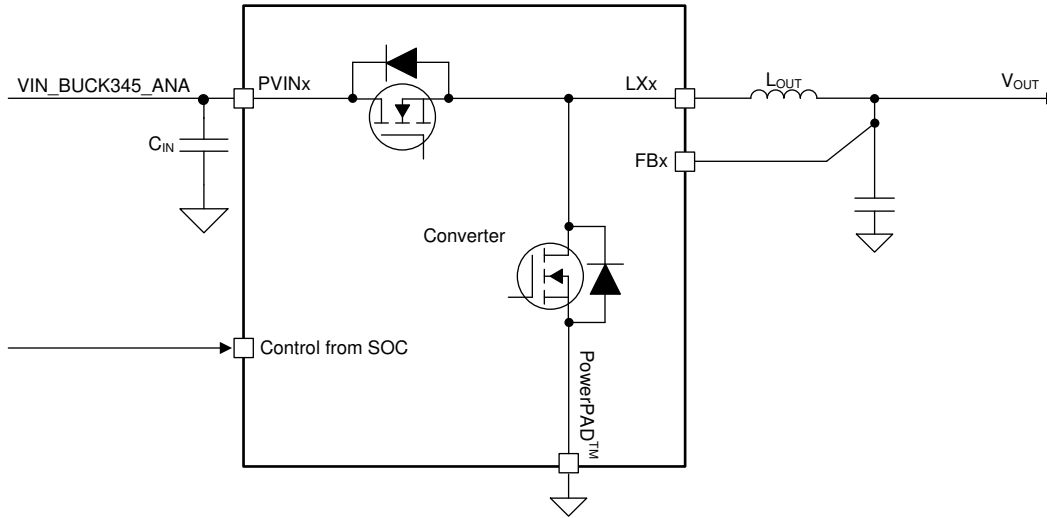 VIN_BUCK345_ANA
PVINx
LXx
LOUT
VOUT
CIN
FBx
Converter
Control from SOC
PowerPAD™